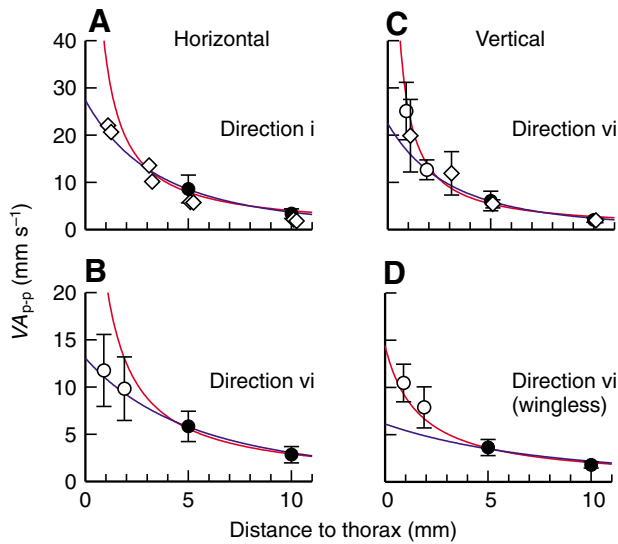 A
Horizontal
C
Vertical
40
30
20
10
0
Direction i
Direction vi
B
D
20
15
10
5
0
Direction vi
Direction vi
(wingless)
0 5 10
0 5 10
VAp-p (mm s–1)
Distance to thorax (mm)